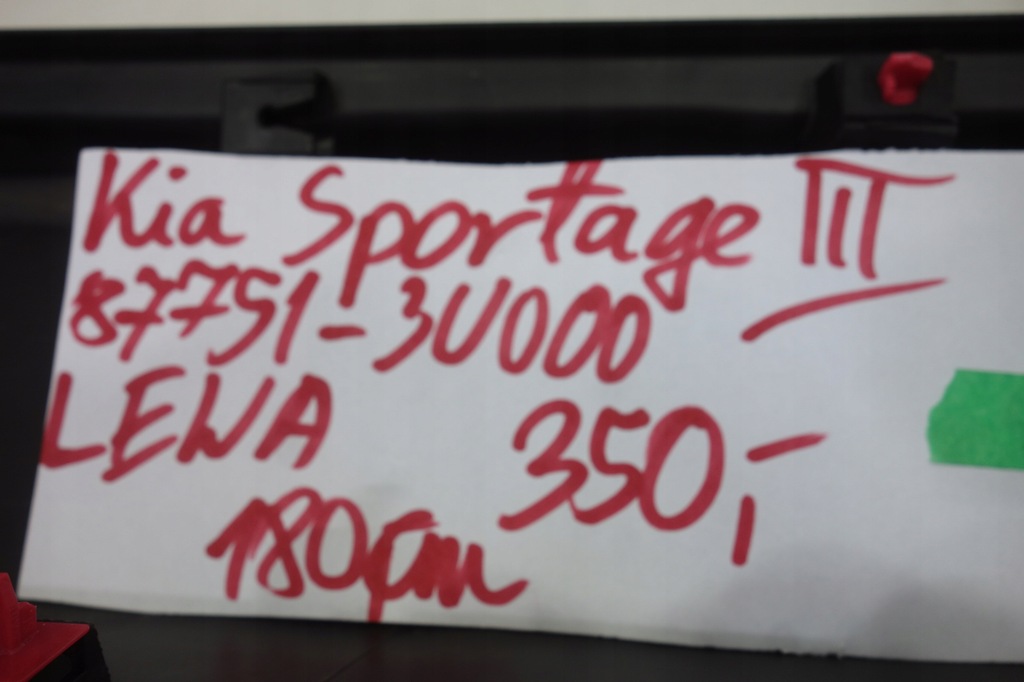 Kia Sportage III
87751-3U000
LEWA 350,-
180cm